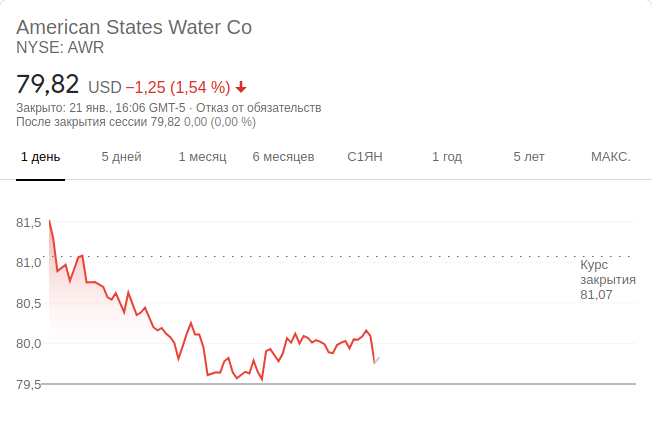 American States Water Co
NYSE: AWR
79,82 USD −1,25 (1,54 %)
Закрыто: 21 янв., 16:06 GMT-5 · Отказ от обязательств
После закрытия сессии 79,82 0,00 (0,00 %)
1 день 5 дней 1 месяц 6 месяцев С1ЯН 1 год 5 лет МАКС.
81,5
81,0
80,5
80,0
79,5
Курс
закрытия
81,07